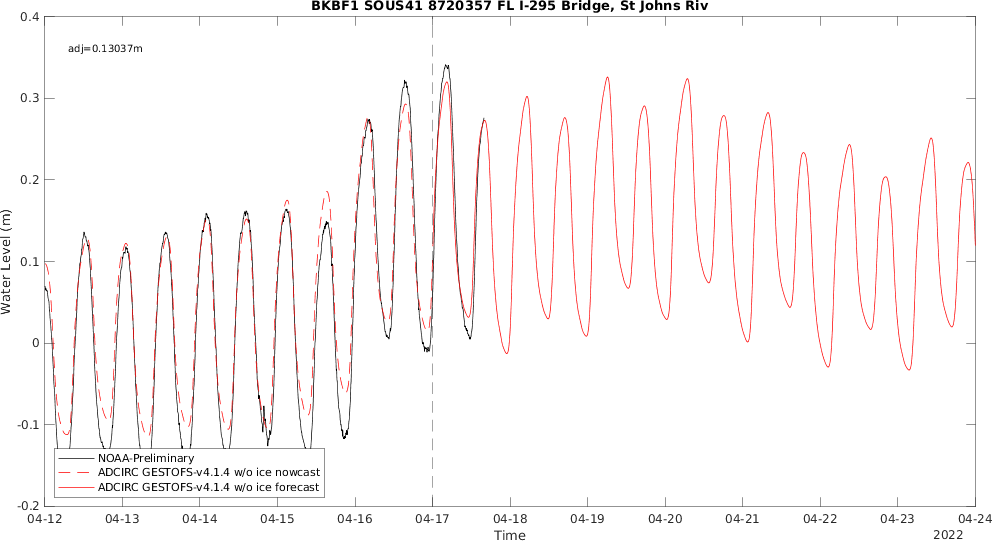 BKBF1 SOUS41 8720357 FL I-295 Bridge, St Johns Riv
adj=0.13037m
Water Level (m)
0.4
0.3
0.2
0.1
0
-0.1
-0.2
NOAA-Preliminary
ADCIRC GESTOFS-v4.1.4 w/o ice nowcast
ADCIRC GESTOFS-v4.1.4 w/o ice forecast
04-12 04-13 04-14 04-15 04-16 04-17 04-18 04-19 04-20 04-21 04-22 04-23 04-24
Time
2022